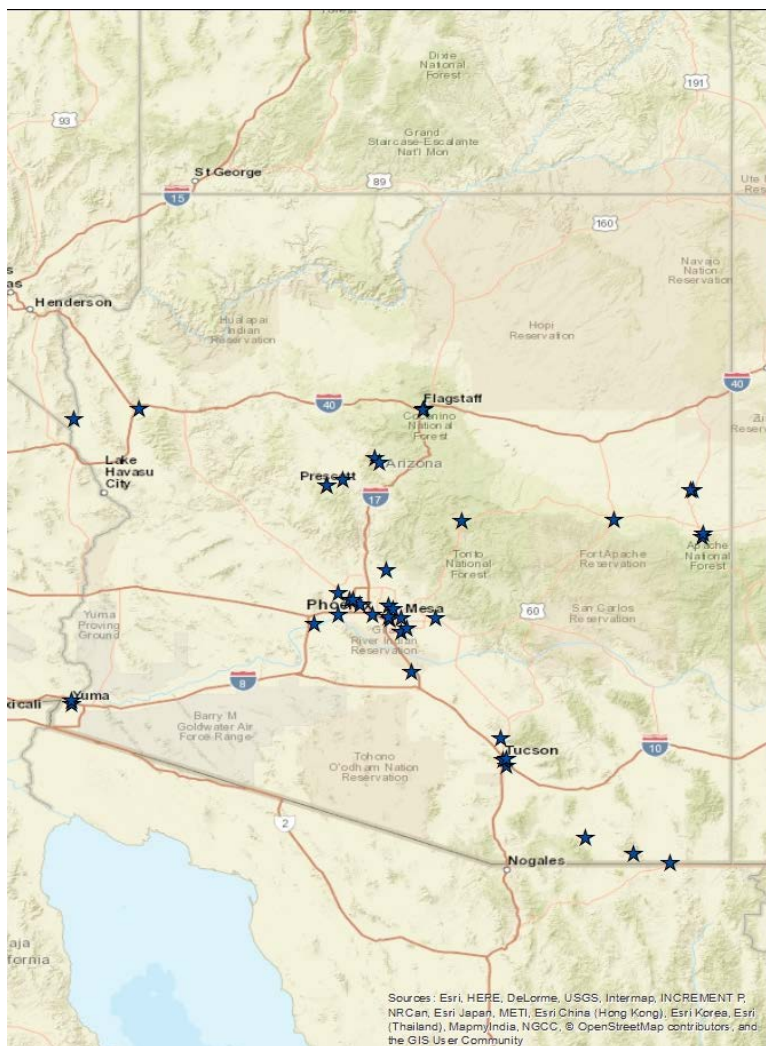 Dixie
National
Forest
191
93
Grand
Staircase-Escalante
Nat'l Mon
St George
89
15
160
Navajo
Nation
Reservation
Henderson
Hualapai
Indian
Reservation
Hopi
Reservation
40
40
Flagstaff
Coconino
National
Forest
Lake
Havasu
City
Prescott
Arizona
17
Tonto
National
Forest
Fort Apache
Reservation
Apache
National
Forest
Yuma
Proving
Ground
Phoenix
Mesa
60
San Carlos
Reservation
River Indian
Reservation
8
Yuma
xicali
Barry M
Goldwater Air
Force Range
Tohono
O'odham Nation
Reservation
Tucson
10
2
Nogales
aja
fornia
Sources: Esri, HERE, DeLorme, USGS, Intermap, INCREMENT P,
NRCan, Esri Japan, METI, Esri China (Hong Kong), Esri Korea, Esri
(Thailand), MapmyIndia, NGCC, © OpenStreetMap contributors, and
the GIS User Community